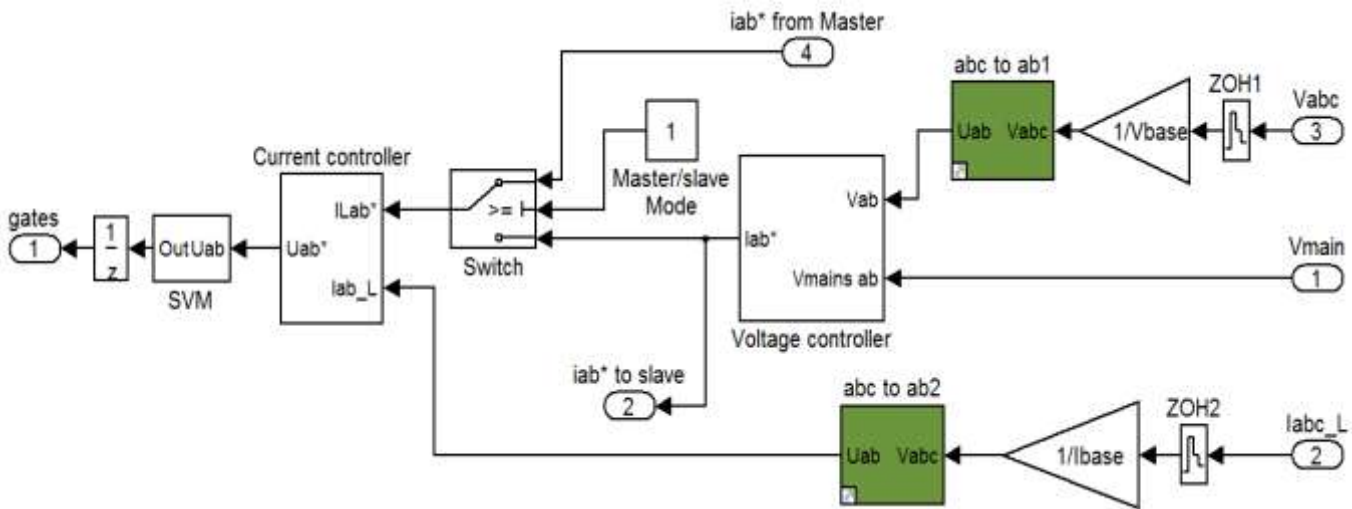 iab* from Master
4
abc to ab1
Uab Vabc
1/Vbase
ZOH1
Vabc
3
1
Master/slave
Mode
Current controller
ILab*
Uab*
Iab_L
>=
Switch
gates
1
1
z
OutUab
SVM
Vab
Iab*
Vmains ab
Voltage controller
Vmain
1
iab* to slave
2
abc to ab2
Uab Vabc
1/Ibase
ZOH2
Iabc_L
2